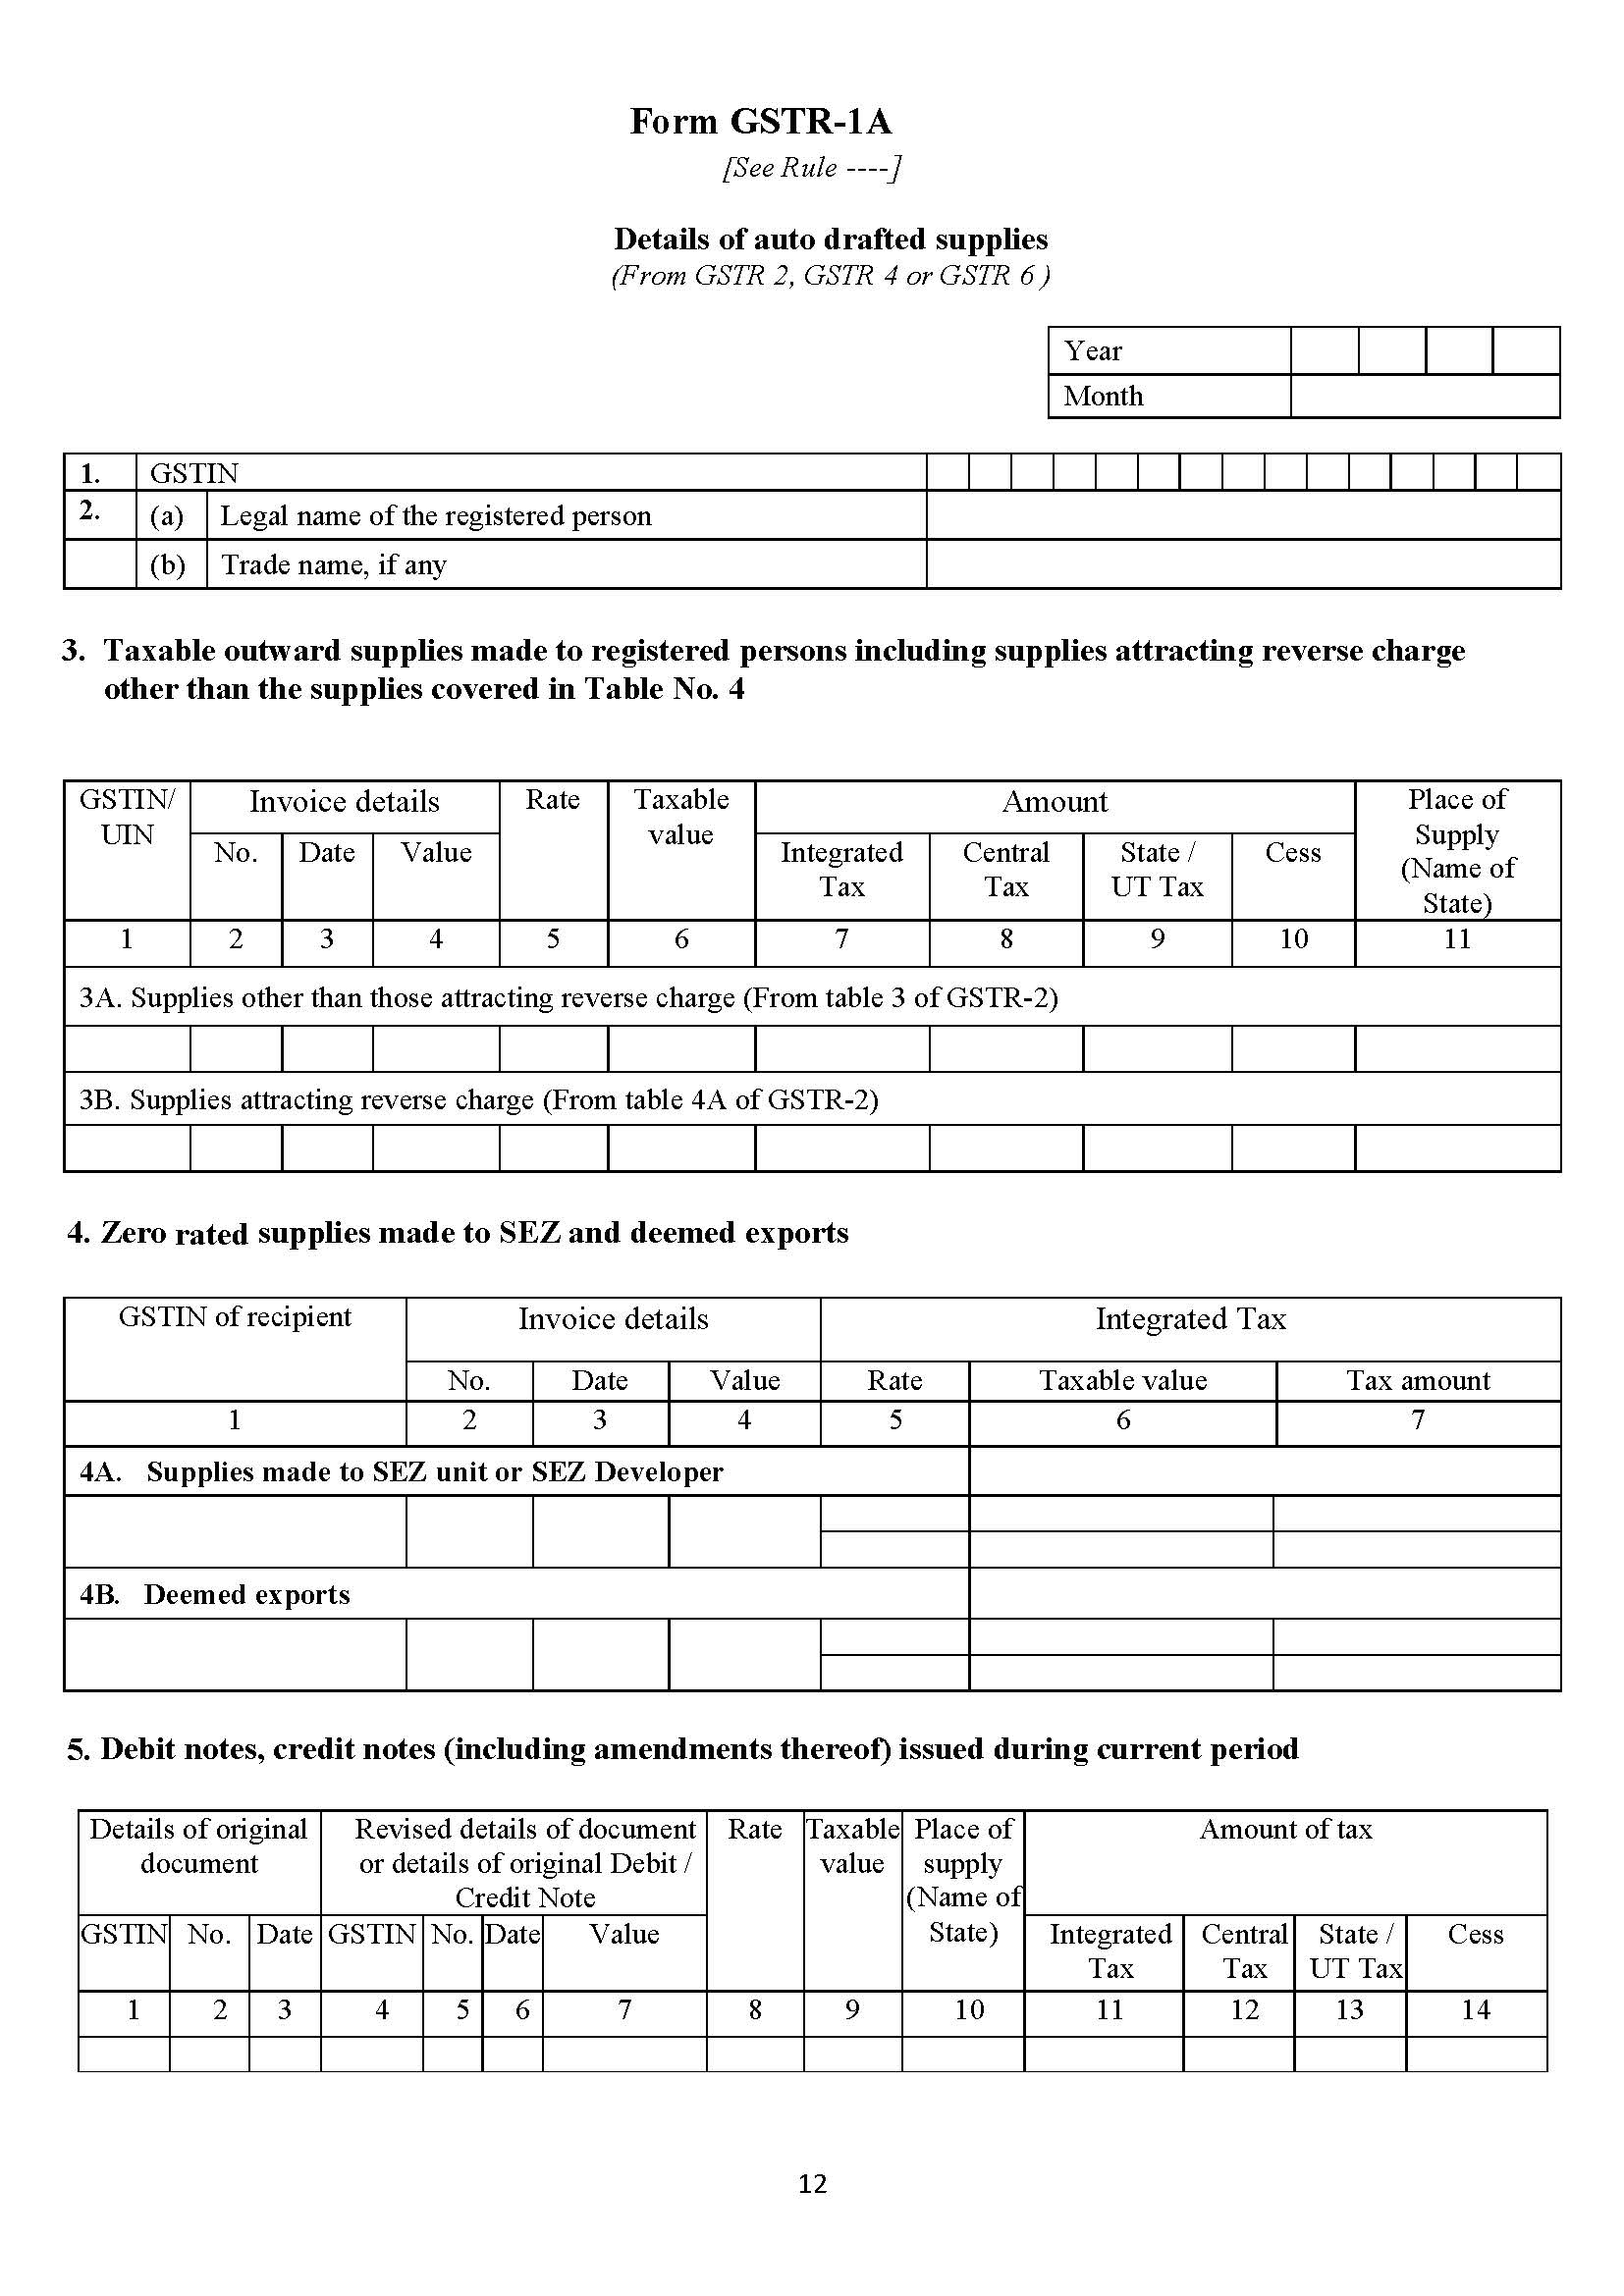 Form GSTR-1A
[See Rule ----]
Details of auto drafted supplies
(From GSTR 2, GSTR 4 or GSTR 6 )
Year
Month
1. GSTIN
2. (a) Legal name of the registered person
(b) Trade name, if any
3. Taxable outward supplies made to registered persons including supplies attracting reverse charge
other than the supplies covered in Table No. 4
GSTIN/ Invoice details Rate Taxable Amount Place of
UIN value Supply
No. Date Value Integrated Central State / Cess (Name of
Tax Tax UT Tax State)
1 2 3 4 5 6 7 8 9 10 11
3A. Supplies other than those attracting reverse charge (From table 3 of GSTR-2)
3B. Supplies attracting reverse charge (From table 4A of GSTR-2)
4. Zero rated supplies made to SEZ and deemed exports
GSTIN of recipient Invoice details Integrated Tax
No. Date Value Rate Taxable value Tax amount
1 2 3 4 5 6 7
4A. Supplies made to SEZ unit or SEZ Developer
4B. Deemed exports
5. Debit notes, credit notes (including amendments thereof) issued during current period
Details of original Revised details of document Rate Taxable Place of Amount of tax
document or details of original Debit / value supply
Credit Note (Name of
GSTIN No. Date GSTIN No. Date Value State) Integrated Central State / Cess
Tax Tax UT Tax
1 2 3 4 5 6 7 8 9 10 11 12 13 14
12